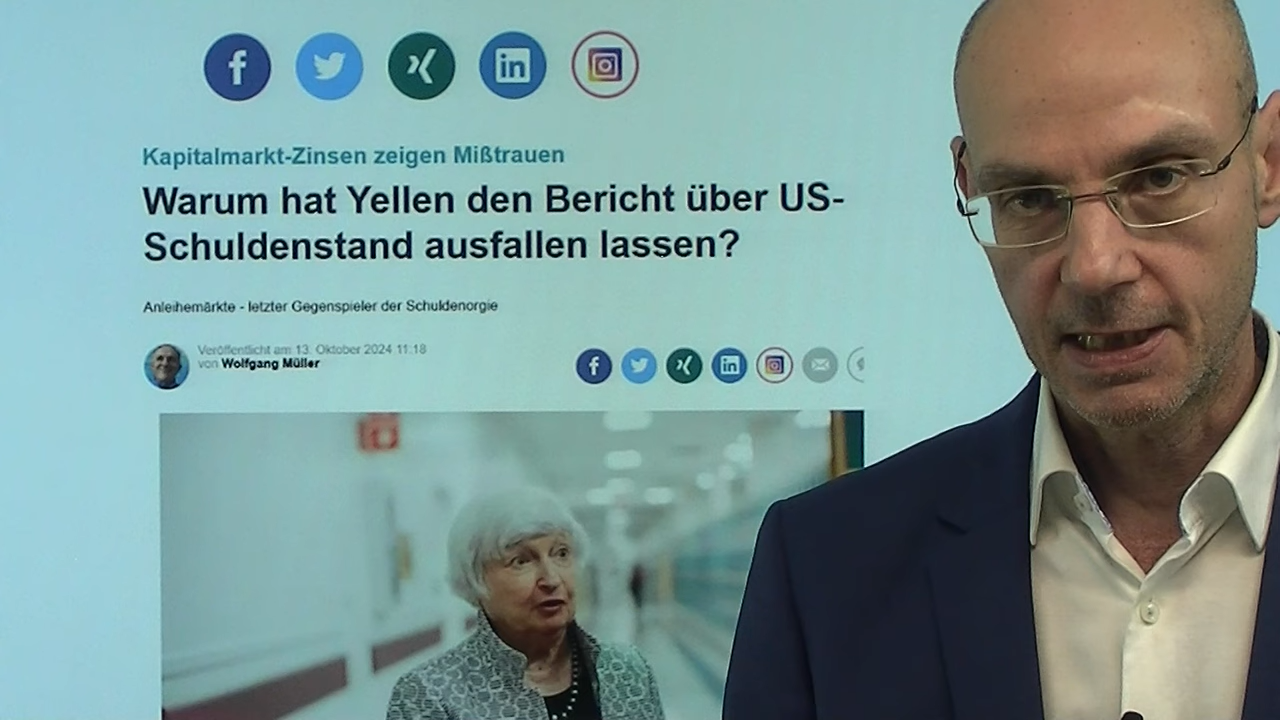 Kapitalmarkt-Zinsen zeigen Mißtrauen
Warum hat Yellen den Bericht über US-
Schuldenstand ausfallen lassen?
Anleihemärkte - letzter Gegenspieler der Schuldenorgie
Veröffentlicht am 13. Oktober 2024 11:18
von Wolfgang Müller